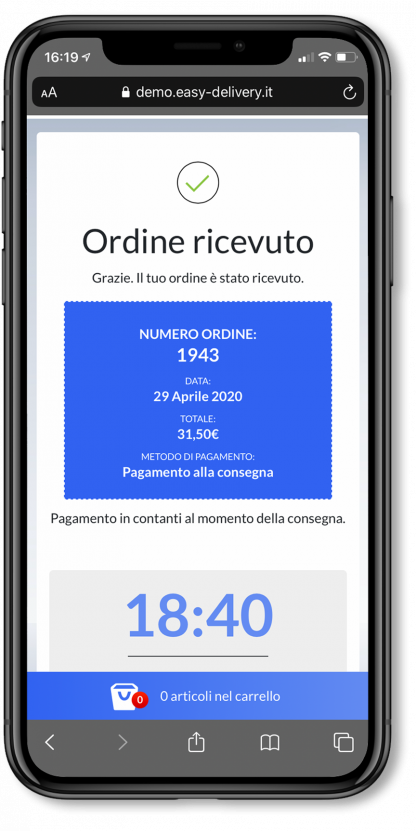 16:19
AA
demo.easy-delivery.it
Ordine ricevuto
Grazie. Il tuo ordine è stato ricevuto.
NUMERO ORDINE:
1943
DATA:
29 Aprile 2020
TOTALE:
31,50€
METODO DI PAGAMENTO:
Pagamento alla consegna
Pagamento in contanti al momento della consegna.
18:40
0
0 articoli nel carrello